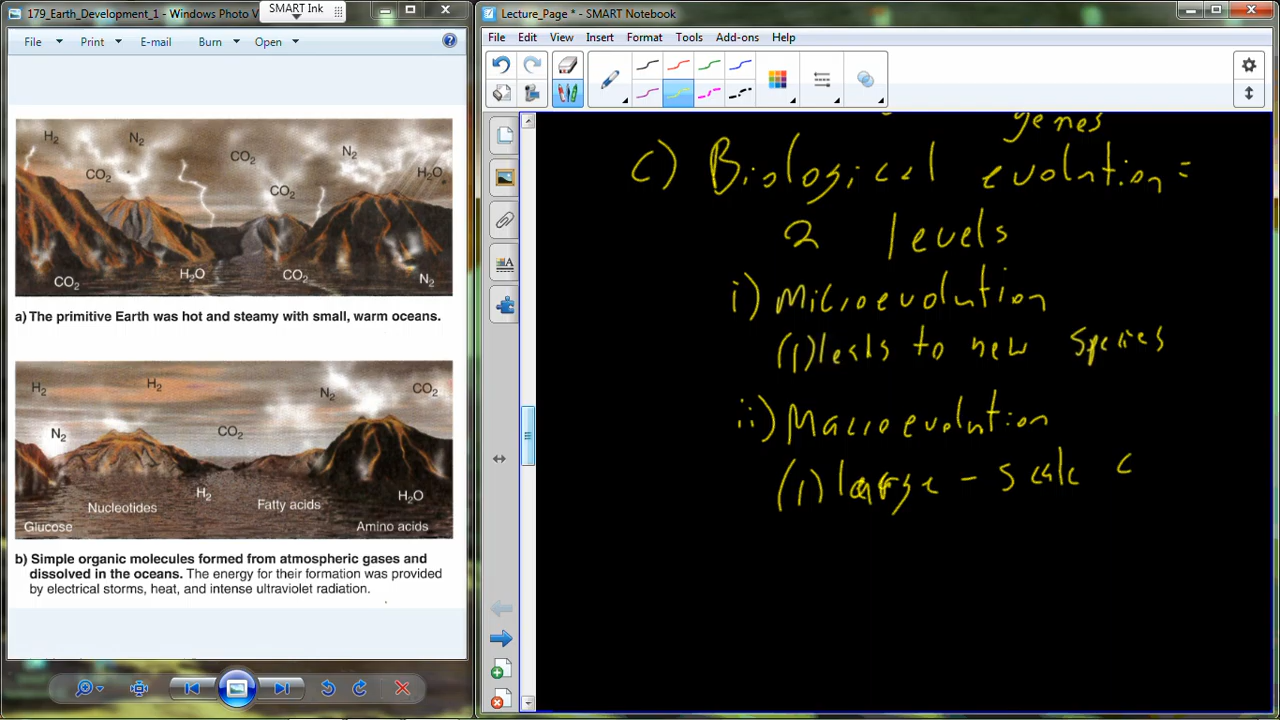 179_Earth_Development_1 - Windows Photo V
SMART Ink
File Print E-mail Burn Open
H₂ N₂ CO₂ N₂
CO₂ CO₂ H₂O
CO₂ H₂O CO₂ N₂
a) The primitive Earth was hot and steamy with small, warm oceans.
H₂ H₂ N₂ CO₂
N₂ CO₂
H₂ H₂O
Nucleotides Fatty acids
Glucose Amino acids
b) Simple organic molecules formed from atmospheric gases and
dissolved in the oceans. The energy for their formation was provided
by electrical storms, heat, and intense ultraviolet radiation.
Lecture_Page * - SMART Notebook
File Edit View Insert Format Tools Add-ons Help
genes
C) Biological evolution =
2 levels
i) Microevolution
(1) leads to new species
ii) Macroevolution
(1) large - scale c